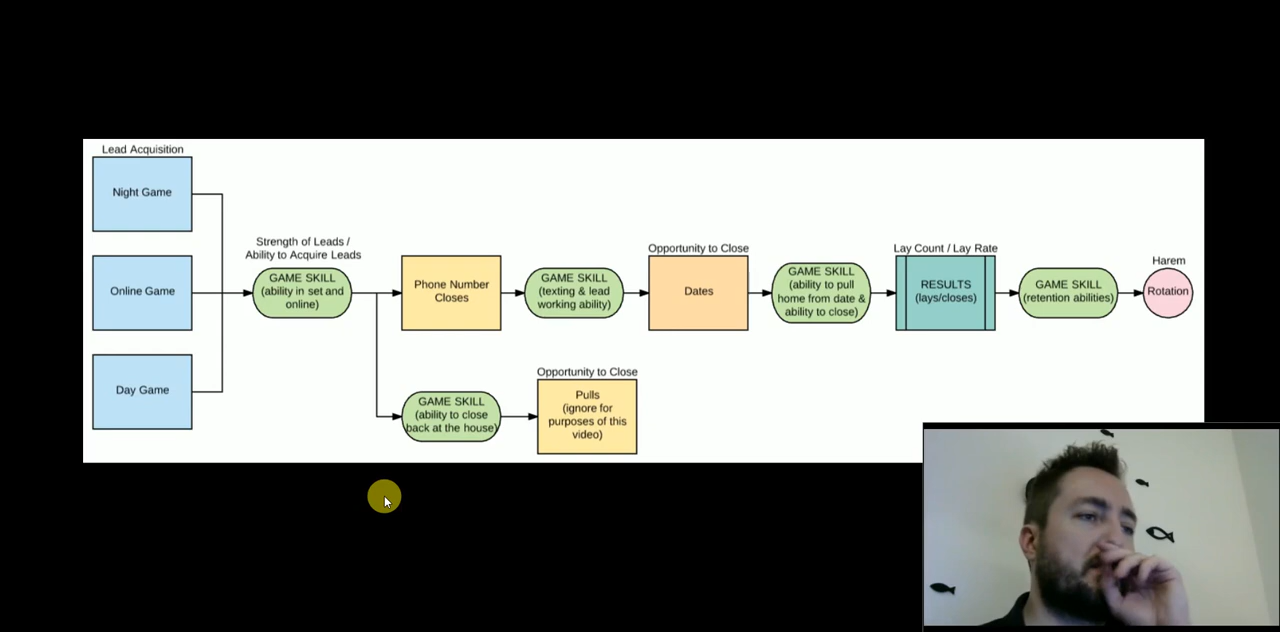 Lead Acquisition
Night Game
Online Game
Day Game
Strength of Leads /
Ability to Acquire Leads
GAME SKILL
(ability in set and
online)
Phone Number
Closes
GAME SKILL
(texting & lead
working ability)
Opportunity to Close
Dates
GAME SKILL
(ability to pull
home from date &
ability to close)
Lay Count / Lay Rate
RESULTS
(lays/closes)
GAME SKILL
(retention abilities)
Harem
Rotation
GAME SKILL
(ability to close
back at the house)
Opportunity to Close
Pulls
(ignore for
purposes of this
video)